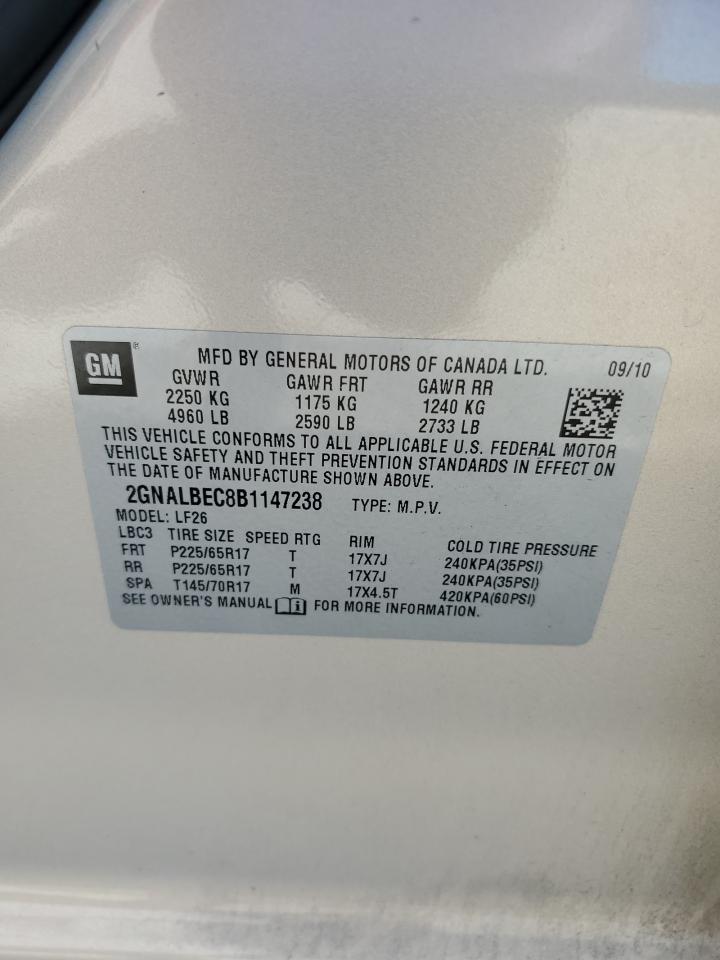 GM ® MFD BY GENERAL MOTORS OF CANADA LTD. 09/10
GVWR GAWR FRT GAWR RR
2250 KG 1175 KG 1240 KG
4960 LB 2590 LB 2733 LB
THIS VEHICLE CONFORMS TO ALL APPLICABLE U.S. FEDERAL MOTOR
VEHICLE SAFETY AND THEFT PREVENTION STANDARDS IN EFFECT ON
THE DATE OF MANUFACTURE SHOWN ABOVE.
2GNALBEC8B1147238 TYPE: M.P.V.
MODEL: LF26
LBC3 TIRE SIZE SPEED RTG RIM COLD TIRE PRESSURE
FRT P225/65R17 T 17X7J 240KPA(35PSI)
RR P225/65R17 T 17X7J 240KPA(35PSI)
SPA T145/70R17 M 17X4.5T 420KPA(60PSI)
SEE OWNER'S MANUAL i FOR MORE INFORMATION.